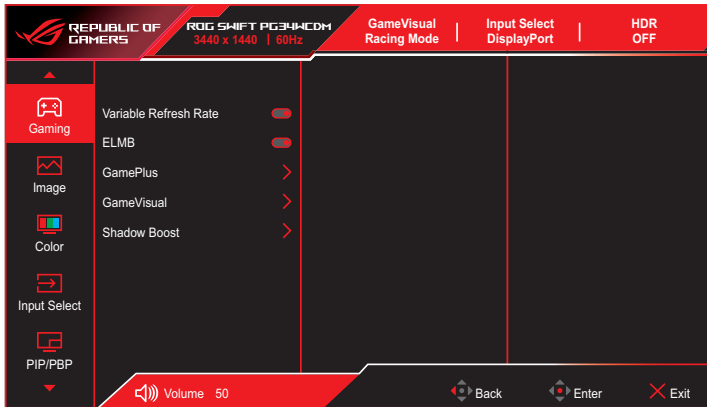 REPUBLIC OF
GAMERS
ROG SWIFT PG34WCDM
3440 x 1440 | 60Hz
GameVisual
Racing Mode
Input Select
DisplayPort
HDR
OFF
Gaming
Image
Color
Input Select
PIP/PBP
Variable Refresh Rate
ELMB
GamePlus
GameVisual
Shadow Boost
Volume 50
Back
Enter
Exit